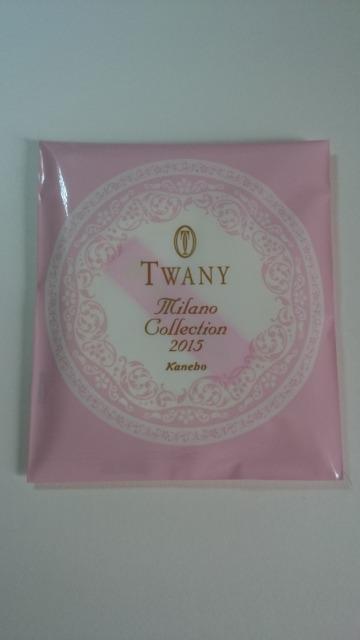 T
TWANY
Milano
Collection
2015
Kanebo